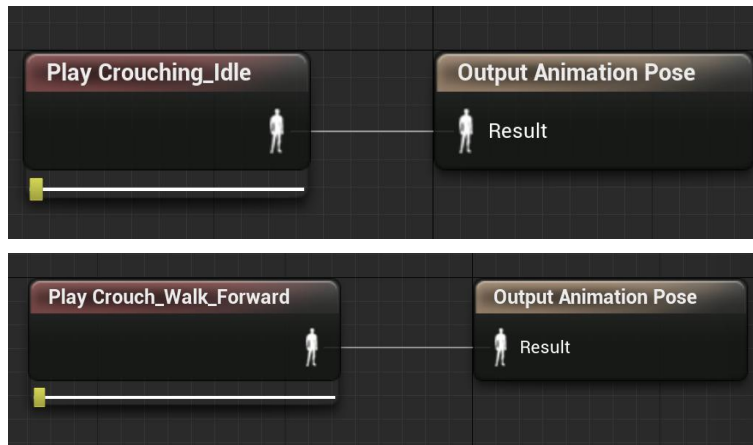 Play Crouching_Idle
Output Animation Pose
Result
Play Crouch_Walk_Forward
Output Animation Pose
Result